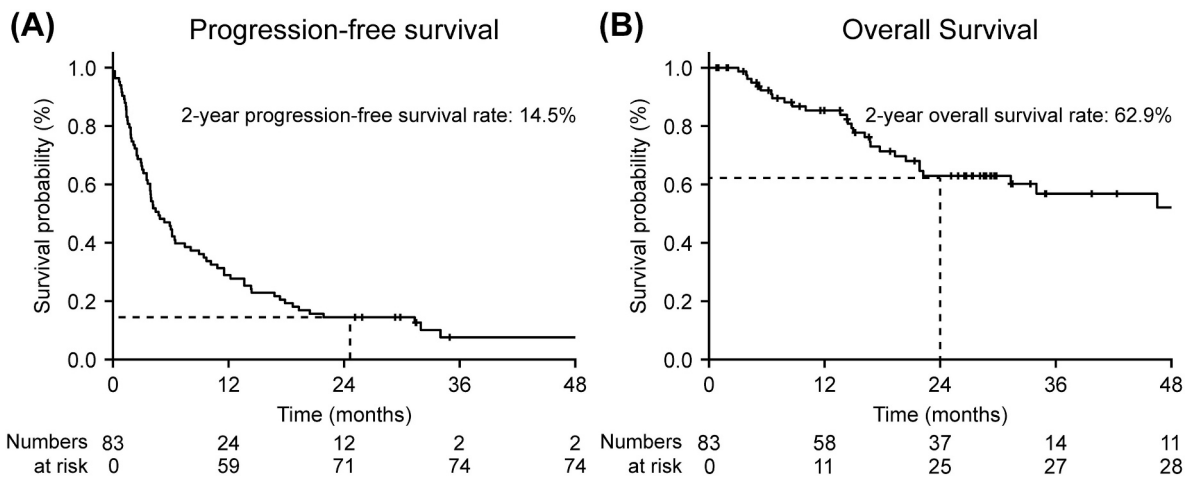 (A) Progression-free survival
2-year progression-free survival rate: 14.5%
Survival probability (%)
1.0
0.8
0.6
0.4
0.2
0.0
0 12 24 36 48
Time (months)
Numbers 83 24 12 2 2
at risk 0 59 71 74 74
(B) Overall Survival
2-year overall survival rate: 62.9%
Survival probability (%)
1.0
0.8
0.6
0.4
0.2
0.0
0 12 24 36 48
Time (months)
Numbers 83 58 37 14 11
at risk 0 11 25 27 28